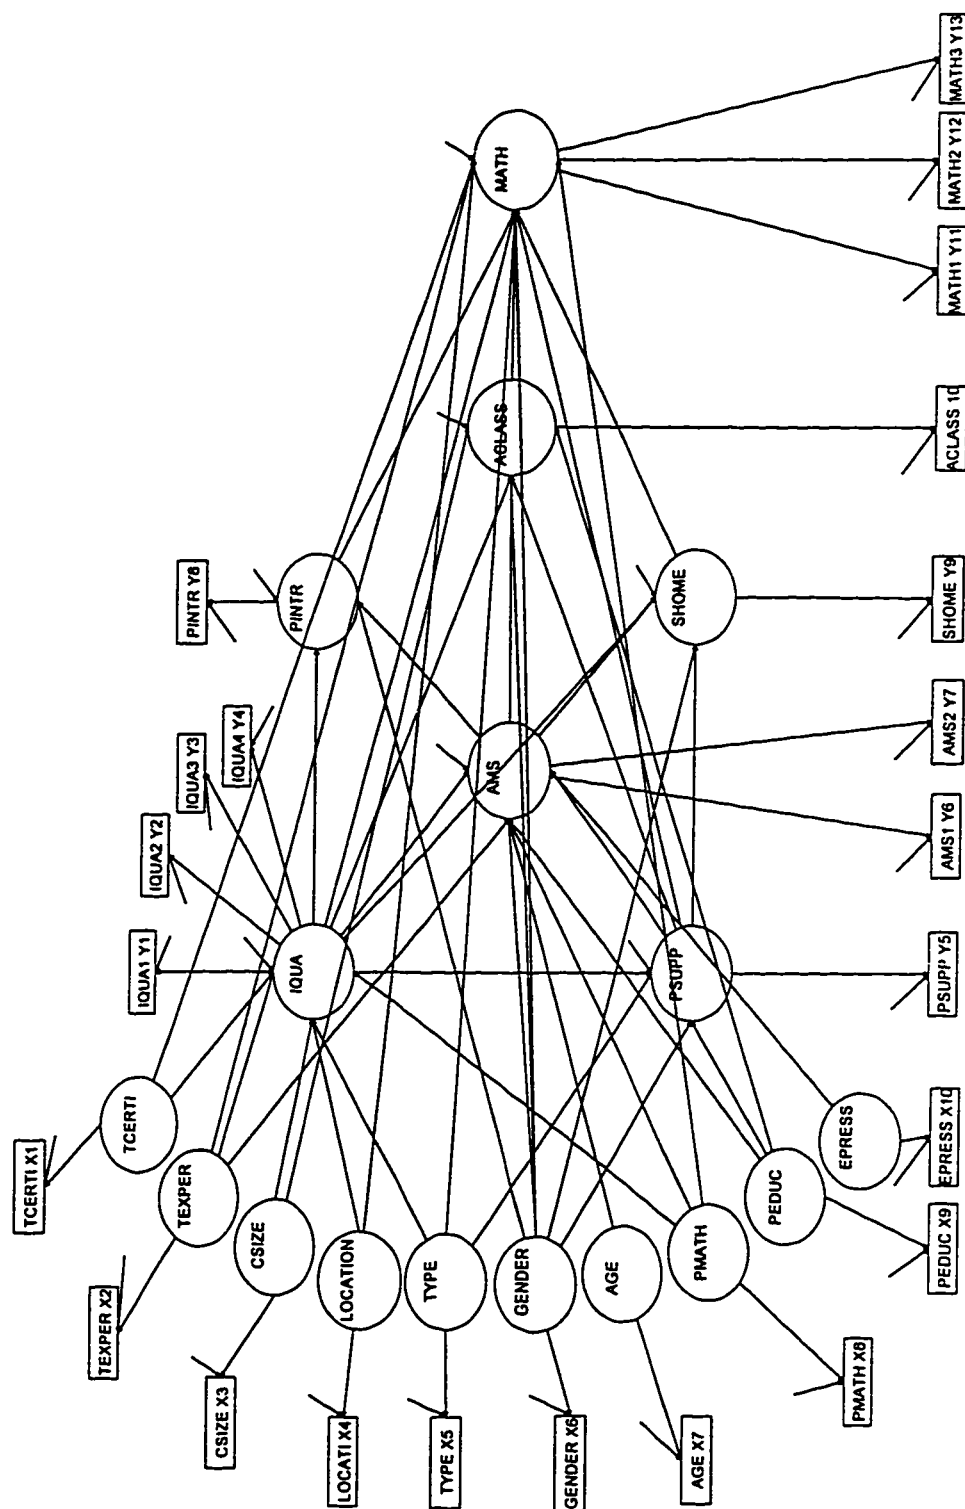 TCERTI X1
TEXPER X2
CSIZE X3
LOCATI X4
TYPE X5
GENDER X6
AGE X7
PMATH X8
PEDUC X9
EPRESS X10
TCERTI
TEXPER
CSIZE
LOCATION
TYPE
GENDER
AGE
PMATH
PEDUC
EPRESS
IQUA1 Y1
IQUA2 Y2
IQUA3 Y3
IQUA4 Y4
IQUA
PSUPP
PSUPP Y5
AMS
AMS1 Y6
AMS2 Y7
PINTR Y8
PINTR
SHOME
SHOME Y9
ACLASS
ACLASS 10
MATH
MATH1 Y11
MATH2 Y12
MATH3 Y13